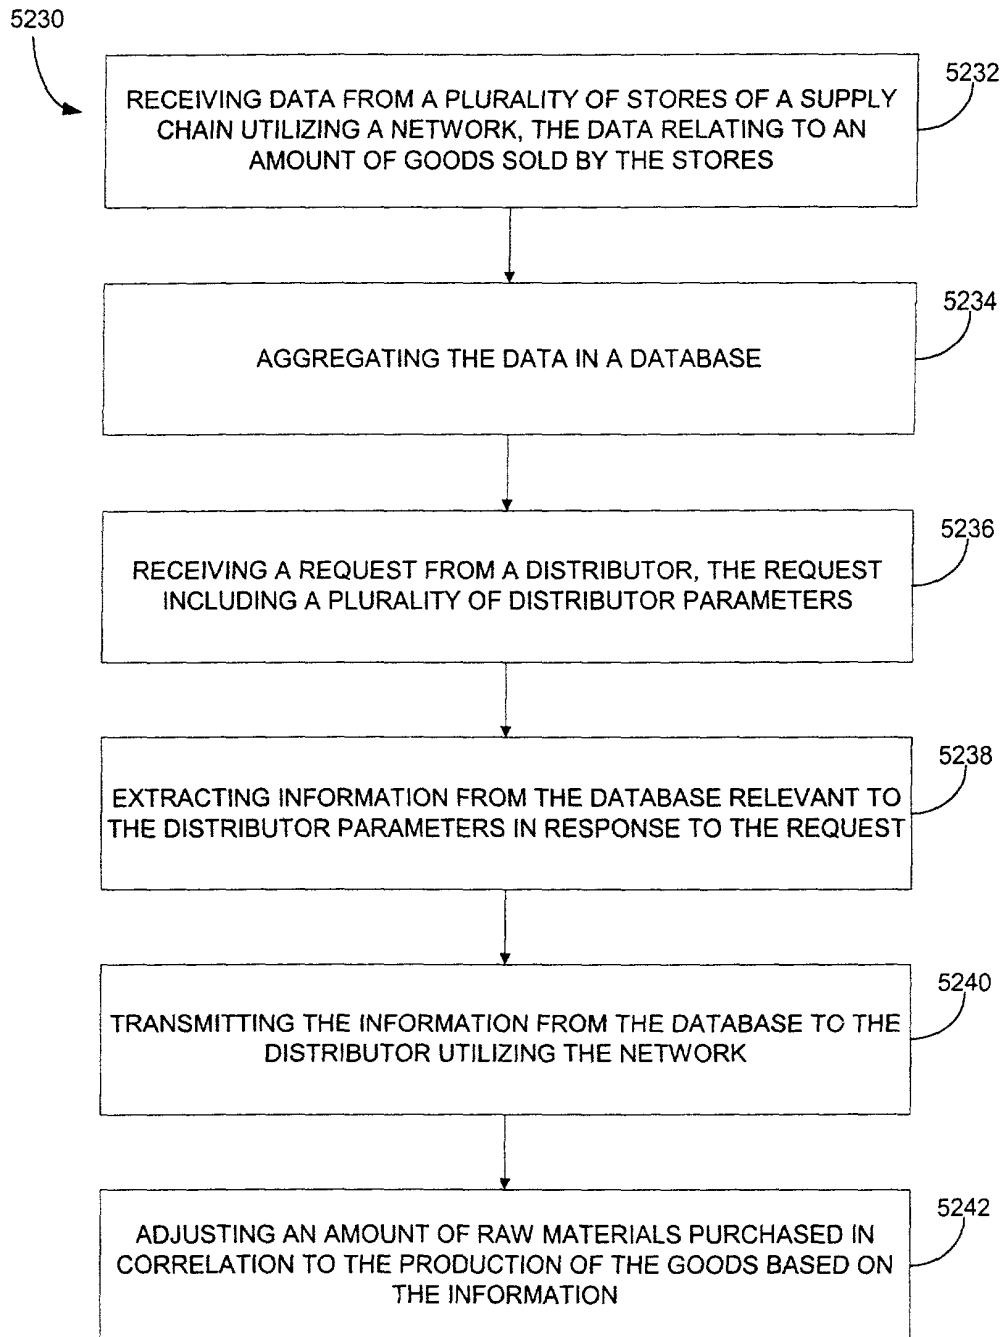 5230
5232
RECEIVING DATA FROM A PLURALITY OF STORES OF A SUPPLY
CHAIN UTILIZING A NETWORK, THE DATA RELATING TO AN
AMOUNT OF GOODS SOLD BY THE STORES
5234
AGGREGATING THE DATA IN A DATABASE
5236
RECEIVING A REQUEST FROM A DISTRIBUTOR, THE REQUEST
INCLUDING A PLURALITY OF DISTRIBUTOR PARAMETERS
5238
EXTRACTING INFORMATION FROM THE DATABASE RELEVANT TO
THE DISTRIBUTOR PARAMETERS IN RESPONSE TO THE REQUEST
5240
TRANSMITTING THE INFORMATION FROM THE DATABASE TO THE
DISTRIBUTOR UTILIZING THE NETWORK
5242
ADJUSTING AN AMOUNT OF RAW MATERIALS PURCHASED IN
CORRELATION TO THE PRODUCTION OF THE GOODS BASED ON
THE INFORMATION